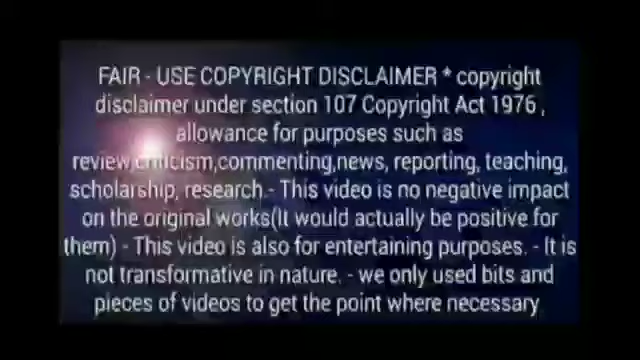 FAIR - USE COPYRIGHT DISCLAIMER * copyright
disclaimer under section 107 Copyright Act 1976 ,
allowance for purposes such as
review,criticism,commenting,news, reporting, teaching,
scholarship, research.- This video is no negative impact
on the original works(It would actually be positive for
them) - This video is also for entertaining purposes. - It is
not transformative in nature. - we only used bits and
pieces of videos to get the point where necessary